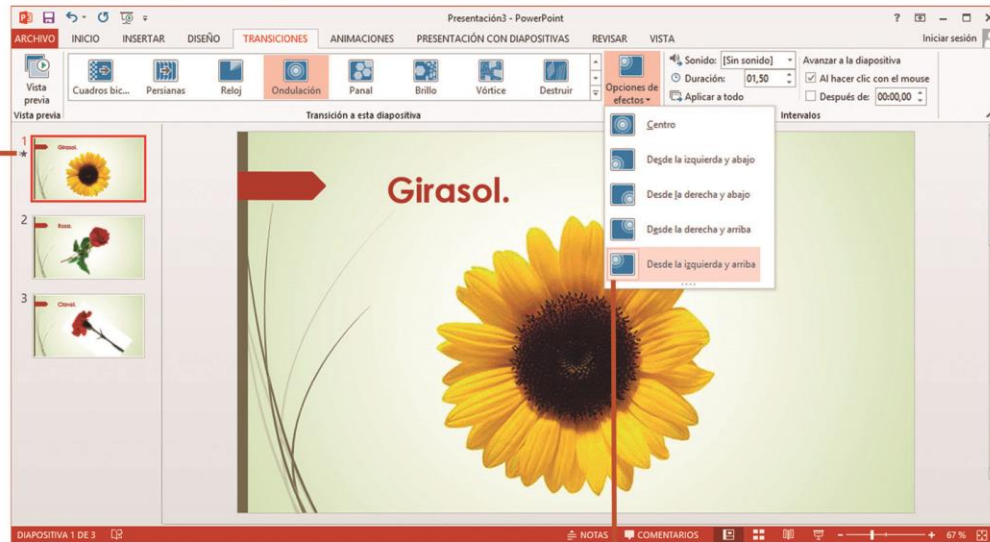 Presentación3 - PowerPoint
ARCHIVO INICIO INSERTAR DISEÑO TRANSICIONES ANIMACIONES PRESENTACIÓN CON DIAPOSITIVAS REVISAR VISTA Iniciar sesión
Vista previa
Cuadros bic... Persianas Reloj Ondulación Panal Brillo Vórtice Destruir
Opciones de efectos
Sonido: [Sin sonido]
Duración: 01,50
Aplicar a todo
Avanzar a la diapositiva
Al hacer clic con el mouse
Después de: 00:00,00
Vista previa Transición a esta diapositiva Intervalos
Centro
Desde la izquierda y abajo
Desde la derecha y abajo
Desde la derecha y arriba
Desde la izquierda y arriba
1
Girasol.
2
Rosa.
3
Clavel.
Girasol.
DIAPOSITIVA 1 DE 3 NOTAS COMENTARIOS 67 %